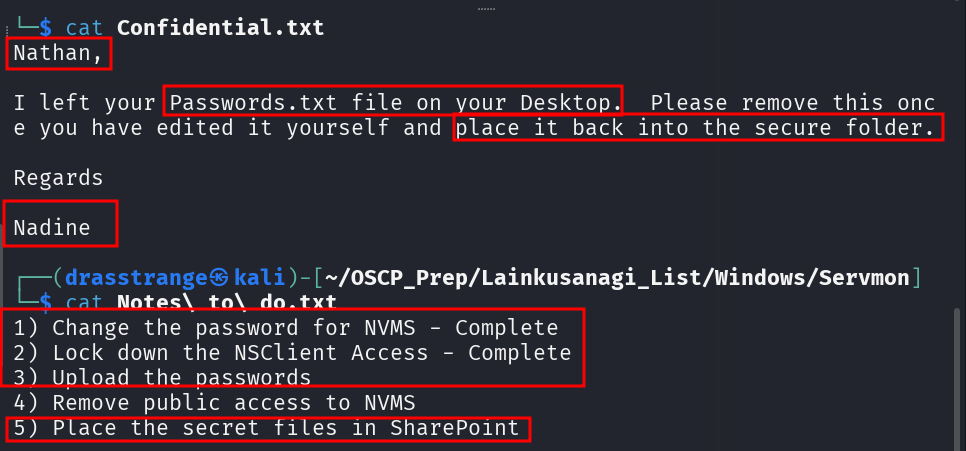 └─$ cat Confidential.txt
Nathan,
I left your Passwords.txt file on your Desktop.  Please remove this onc
e you have edited it yourself and place it back into the secure folder.
Regards
Nadine
┌──(drasstrange㉿kali)-[~/OSCP_Prep/Lainkusanagi_List/Windows/Servmon]
└─$ cat Notes\ to\ do.txt
1) Change the password for NVMS - Complete
2) Lock down the NSClient Access - Complete
3) Upload the passwords
4) Remove public access to NVMS
5) Place the secret files in SharePoint